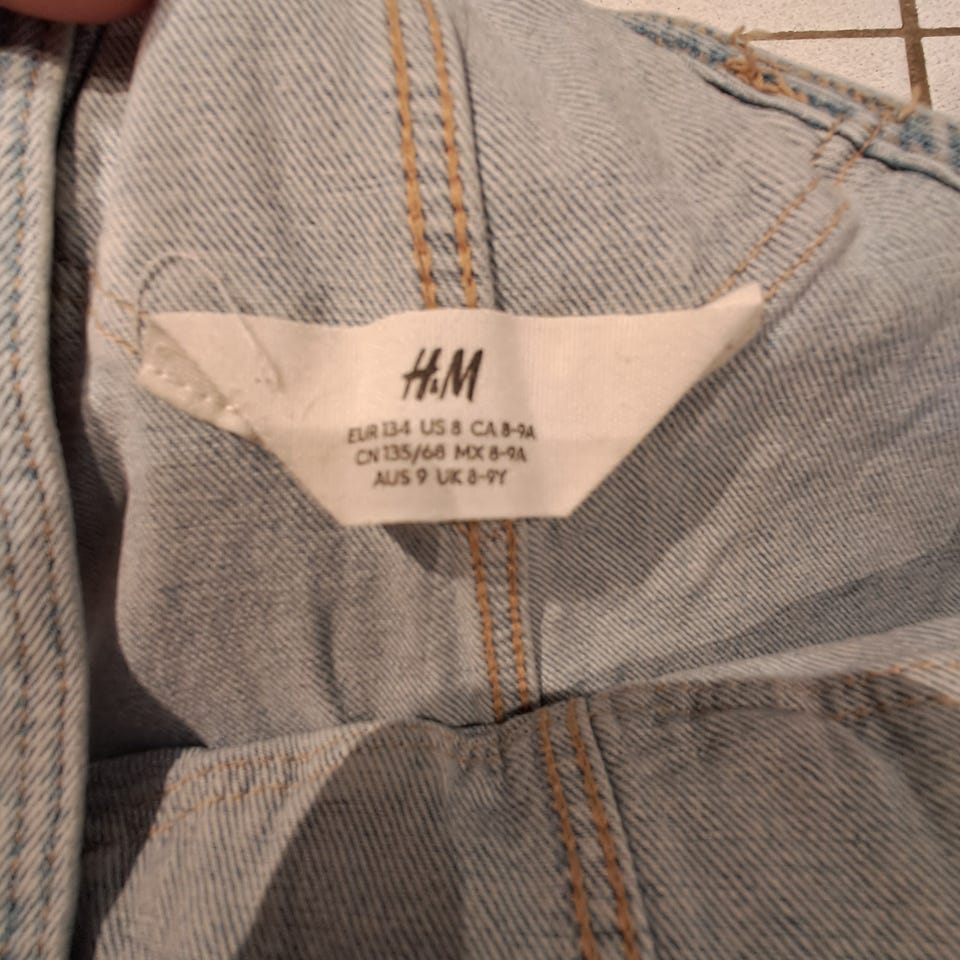 H&M
EUR 134 US 8 CA 8-9A
CN 135/68 MX 8-9A
AUS 9 UK 8-9Y